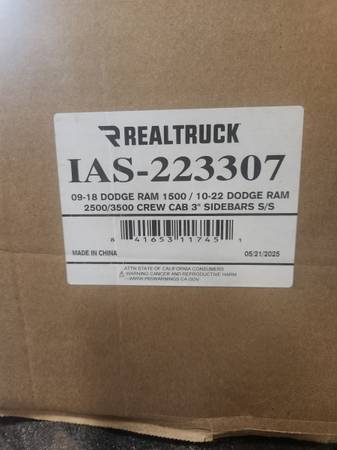 REALTRUCK
IAS-223307
09-18 DODGE RAM 1500 / 10-22 DODGE RAM
2500/3500 CREW CAB 3" SIDEBARS S/S
8 41653 11745 1
MADE IN CHINA 05/21/2025
ATTN STATE OF CALIFORNIA CONSUMERS
WARNING CANCER AND REPRODUCTIVE HARM
WWW.P65WARNINGS.CA.GOV